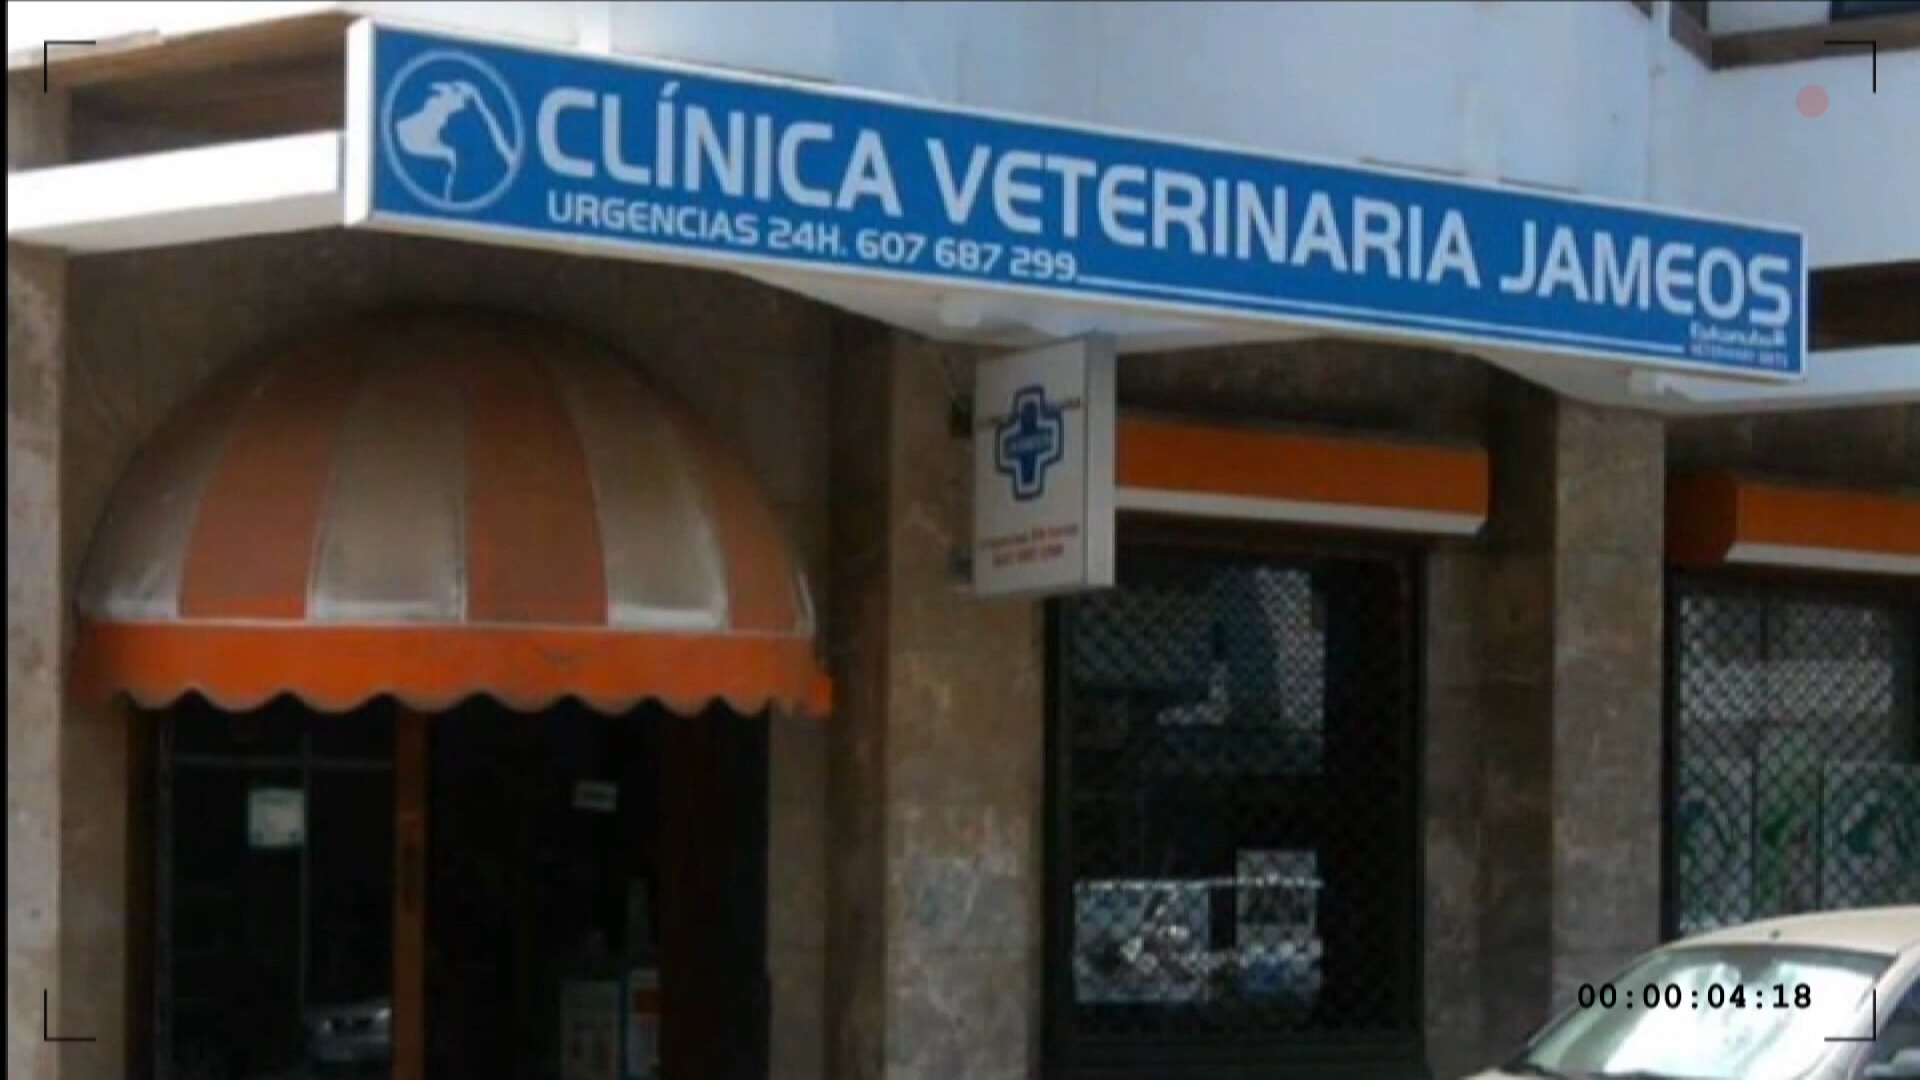 CLÍNICA VETERINARIA JAMEOS
URGENCIAS 24H. 607 687 299
00:00:04:18